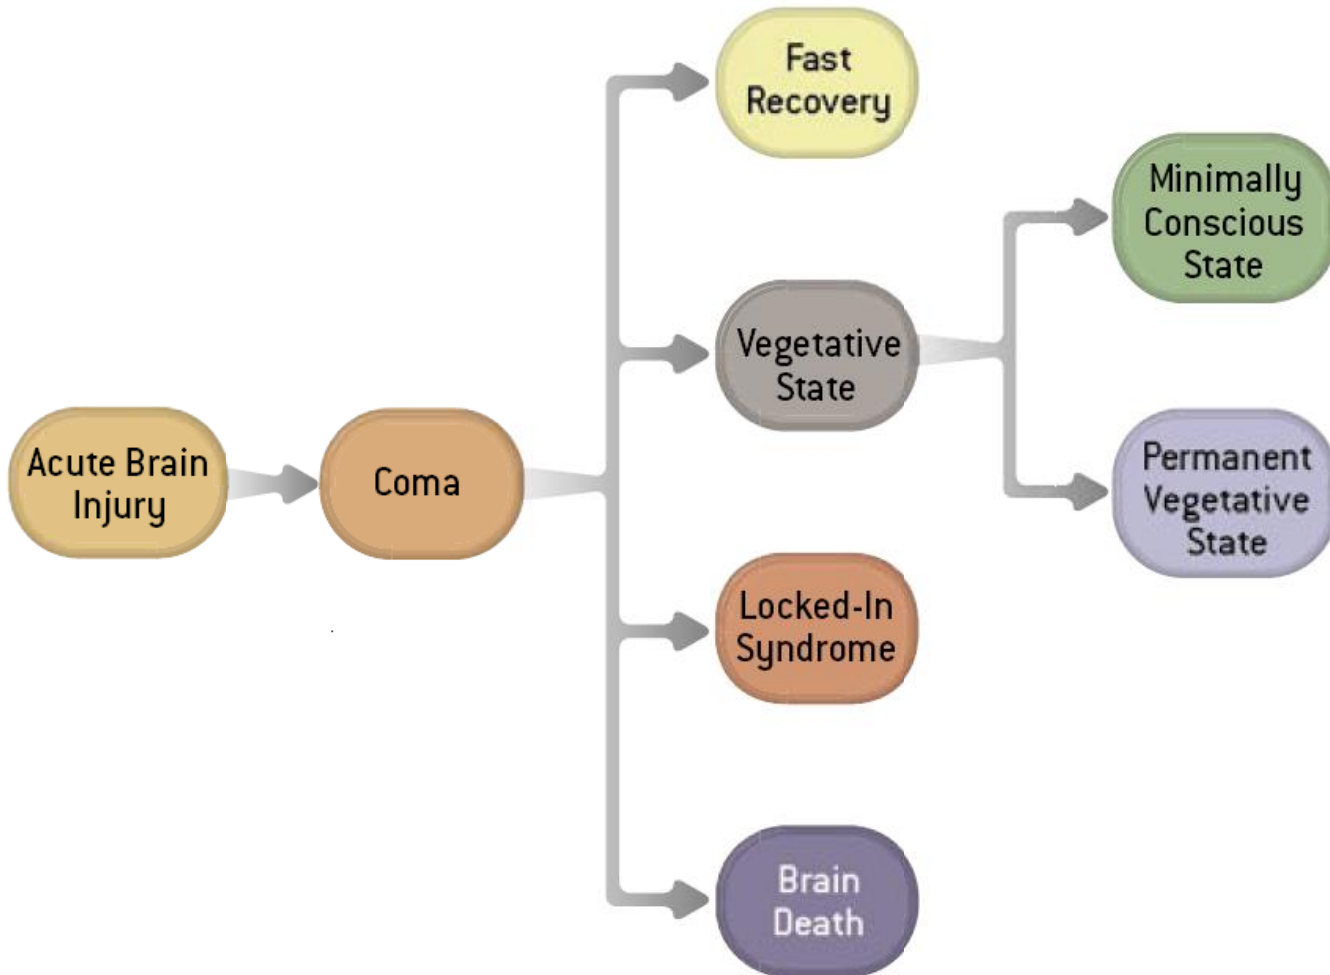 Fast
Recovery
Minimally
Conscious
State
Vegetative
State
Acute Brain
Injury
Coma
Permanent
Vegetative
State
Locked-In
Syndrome
Brain
Death